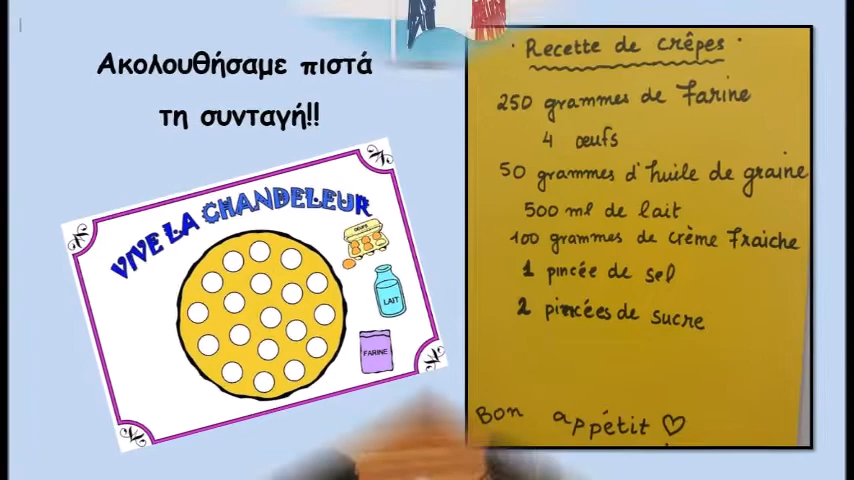 Ακολουθήσαμε πιστά
τη συνταγή!!
VIVE LA CHANDELEUR
OEUFS
LAIT
FARINE
· Recette de crêpes ·
250 grammes de farine
4 œufs
50 grammes d'huile de graine
500 ml de lait
100 grammes de crème fraiche
1 pincée de sel
2 pincées de sucre
Bon appétit ♡